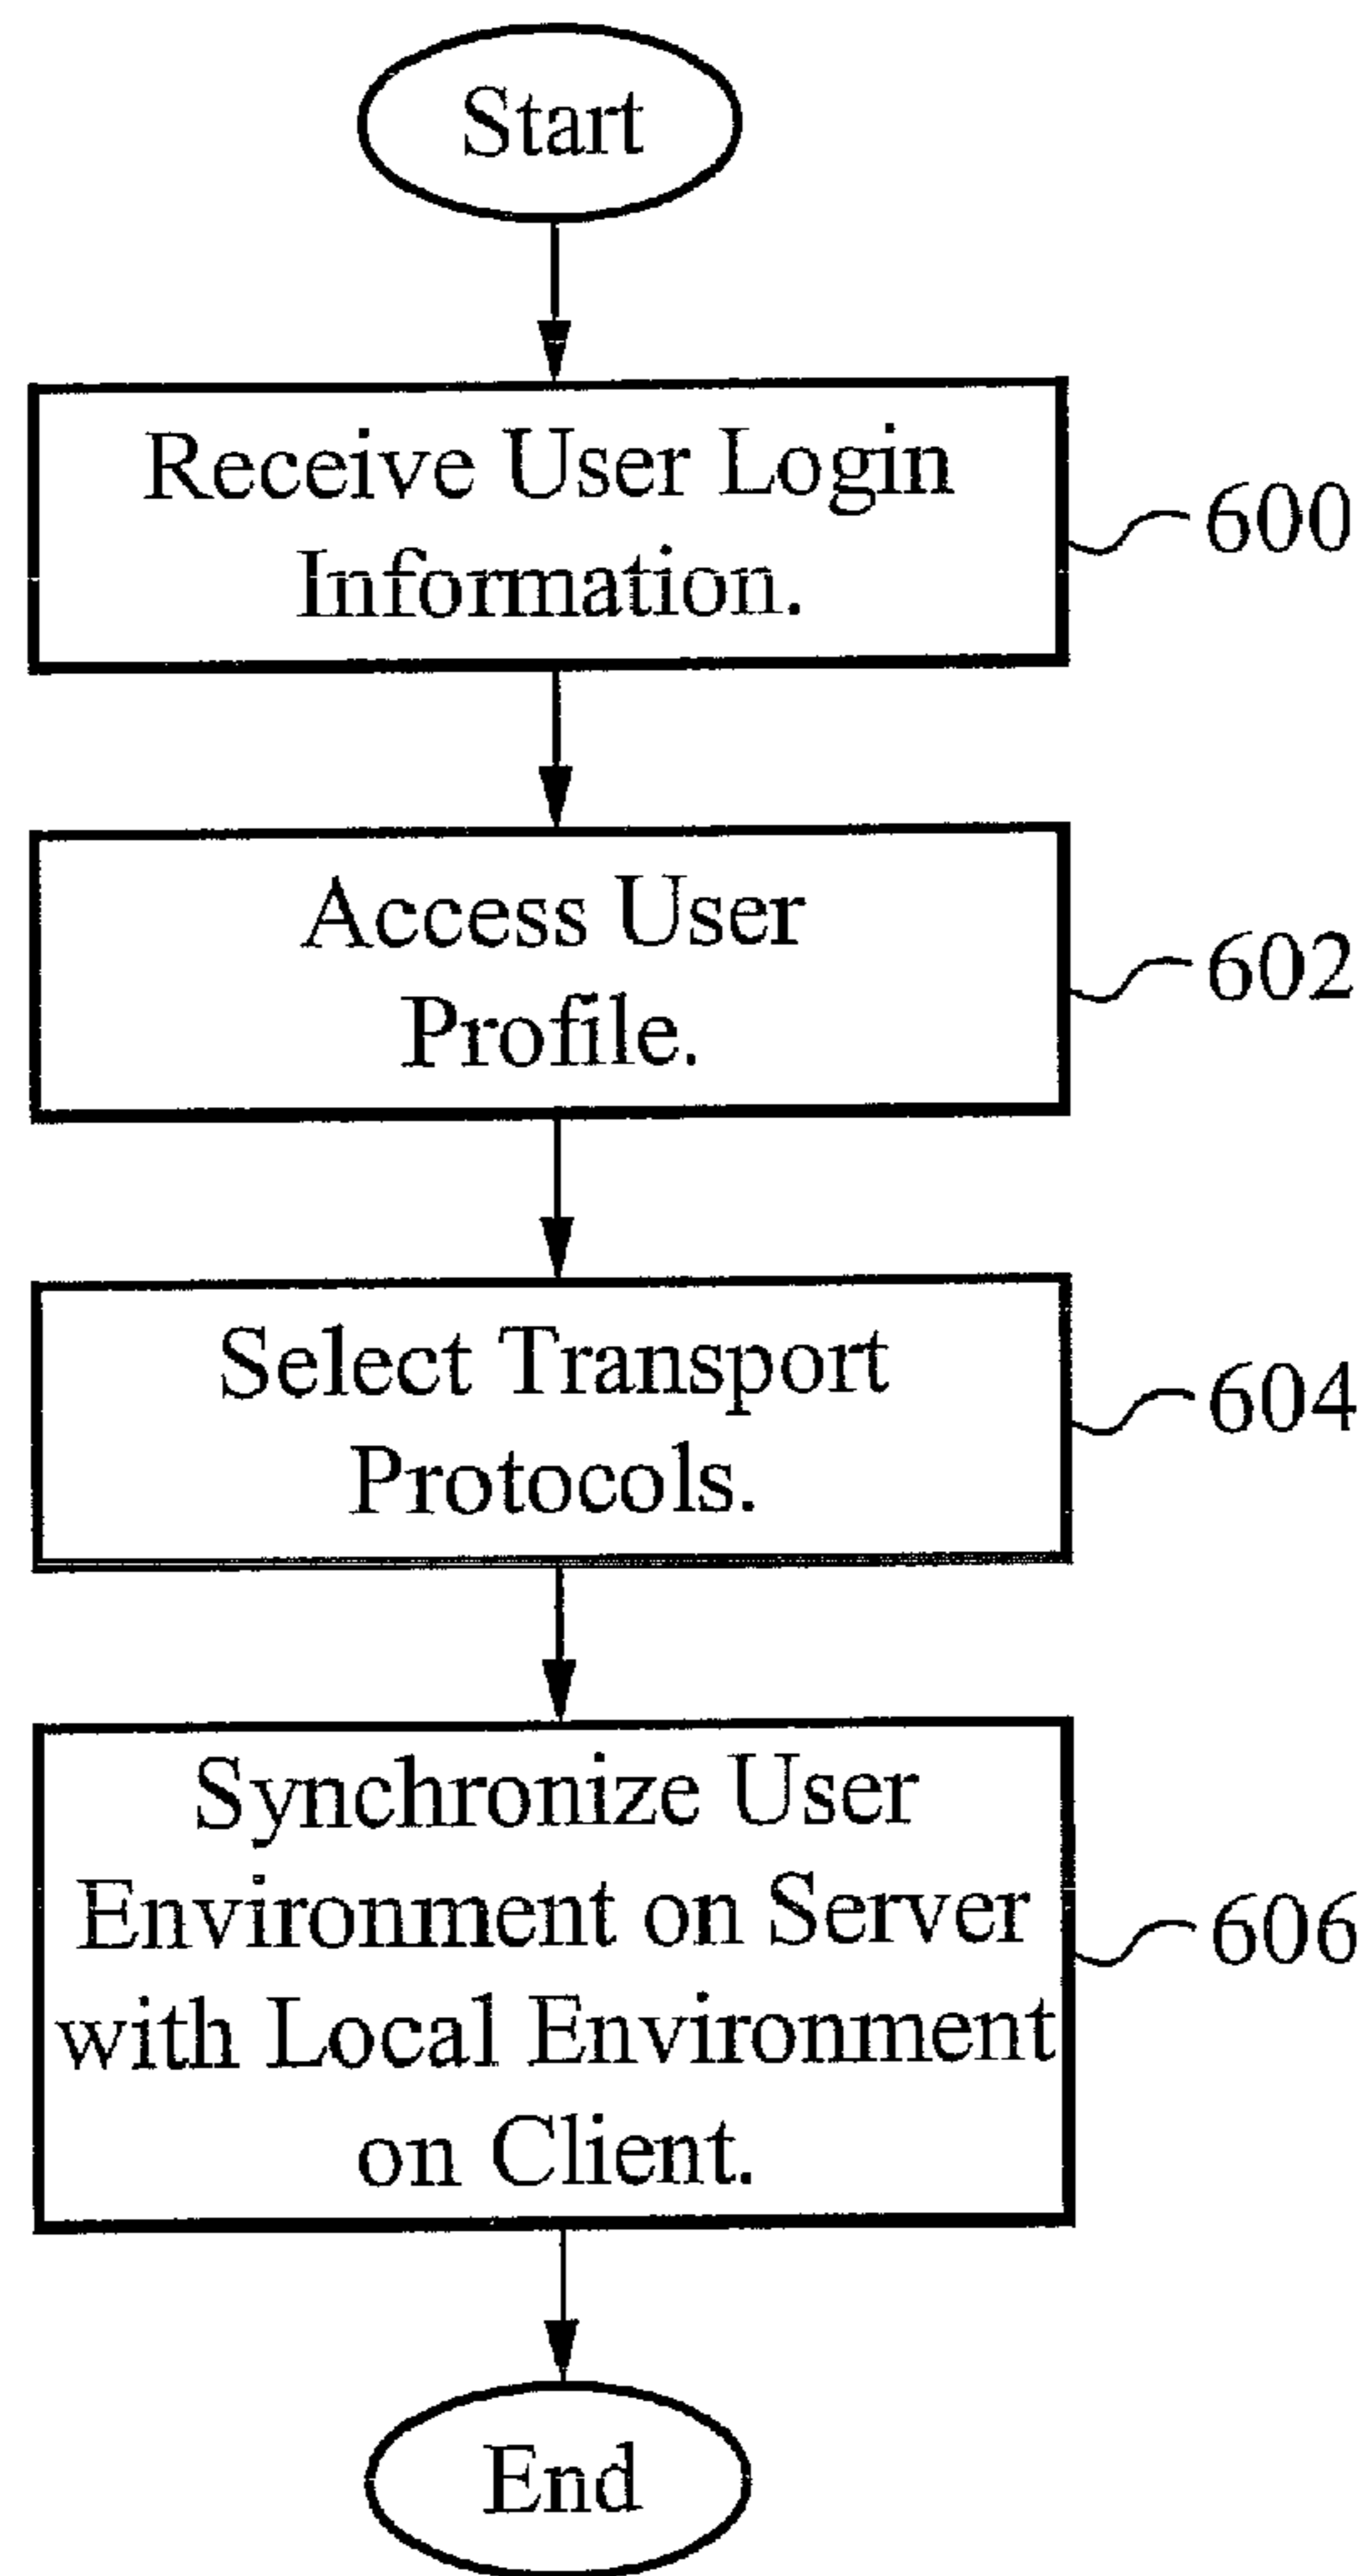 Start
Receive User Login
Information.
600
Access User
Profile.
602
Select Transport
Protocols.
604
Synchronize User
Environment on Server
with Local Environment
on Client.
606
End